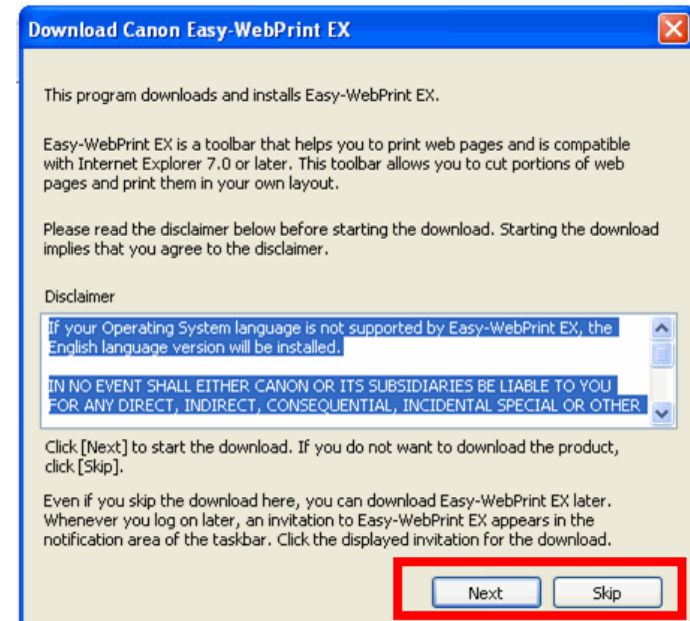 Download Canon Easy-WebPrint EX
This program downloads and installs Easy-WebPrint EX.
Easy-WebPrint EX is a toolbar that helps you to print web pages and is compatible
with Internet Explorer 7.0 or later. This toolbar allows you to cut portions of web
pages and print them in your own layout.
Please read the disclaimer below before starting the download. Starting the download
implies that you agree to the disclaimer.
Disclaimer
If your Operating System language is not supported by Easy-WebPrint EX, the
English language version will be installed.
IN NO EVENT SHALL EITHER CANON OR ITS SUBSIDIARIES BE LIABLE TO YOU
FOR ANY DIRECT, INDIRECT, CONSEQUENTIAL, INCIDENTAL SPECIAL OR OTHER
Click [Next] to start the download. If you do not want to download the product,
click [Skip].
Even if you skip the download here, you can download Easy-WebPrint EX later.
Whenever you log on later, an invitation to Easy-WebPrint EX appears in the
notification area of the taskbar. Click the displayed invitation for the download.
Next Skip